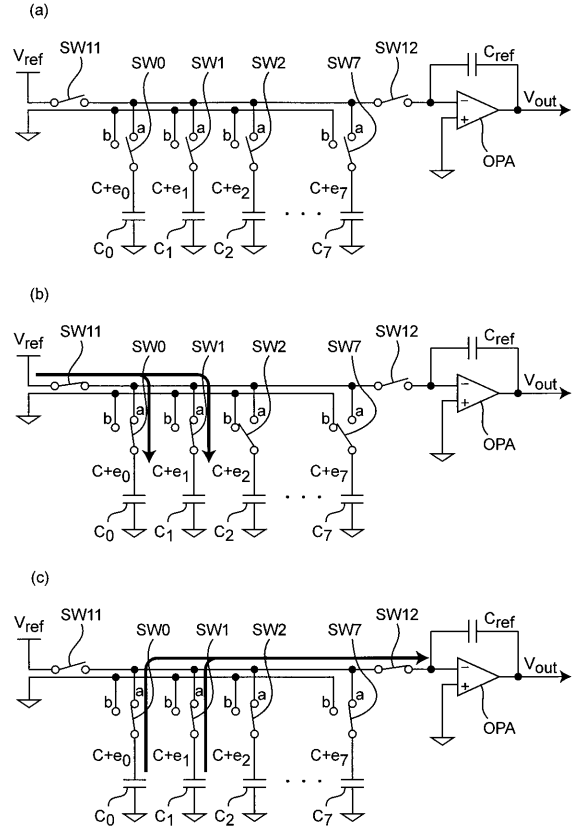 (a)
SW11 SW0 SW1 SW2 SW7 SW12 Cref
Vref Vout
b a b a b a b a
OPA
C+e0 C+e1 C+e2 C+e7
. . .
C0 C1 C2 C7
(b)
SW11 SW0 SW1 SW2 SW7 SW12 Cref
Vref Vout
b a b a b a b a
OPA
C+e0 C+e1 C+e2 C+e7
. . .
C0 C1 C2 C7
(c)
SW11 SW0 SW1 SW2 SW7 SW12 Cref
Vref Vout
b a b a b a b a
OPA
C+e0 C+e1 C+e2 C+e7
. . .
C0 C1 C2 C7